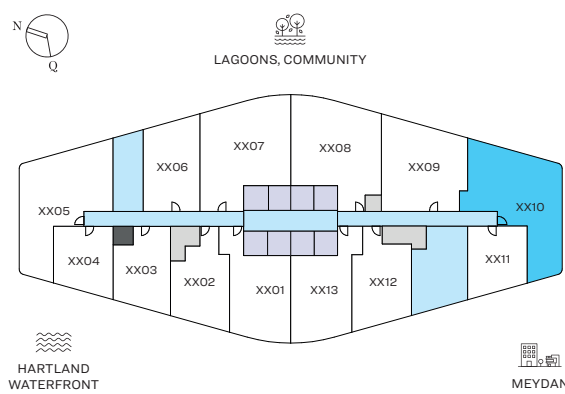 N
Q
LAGOONS, COMMUNITY
XX07
XX08
XX06
XX09
XX05
XX10
XX04
XX03
XX02
XX01
XX13
XX12
XX11
HARTLAND
WATERFRONT
MEYDAN